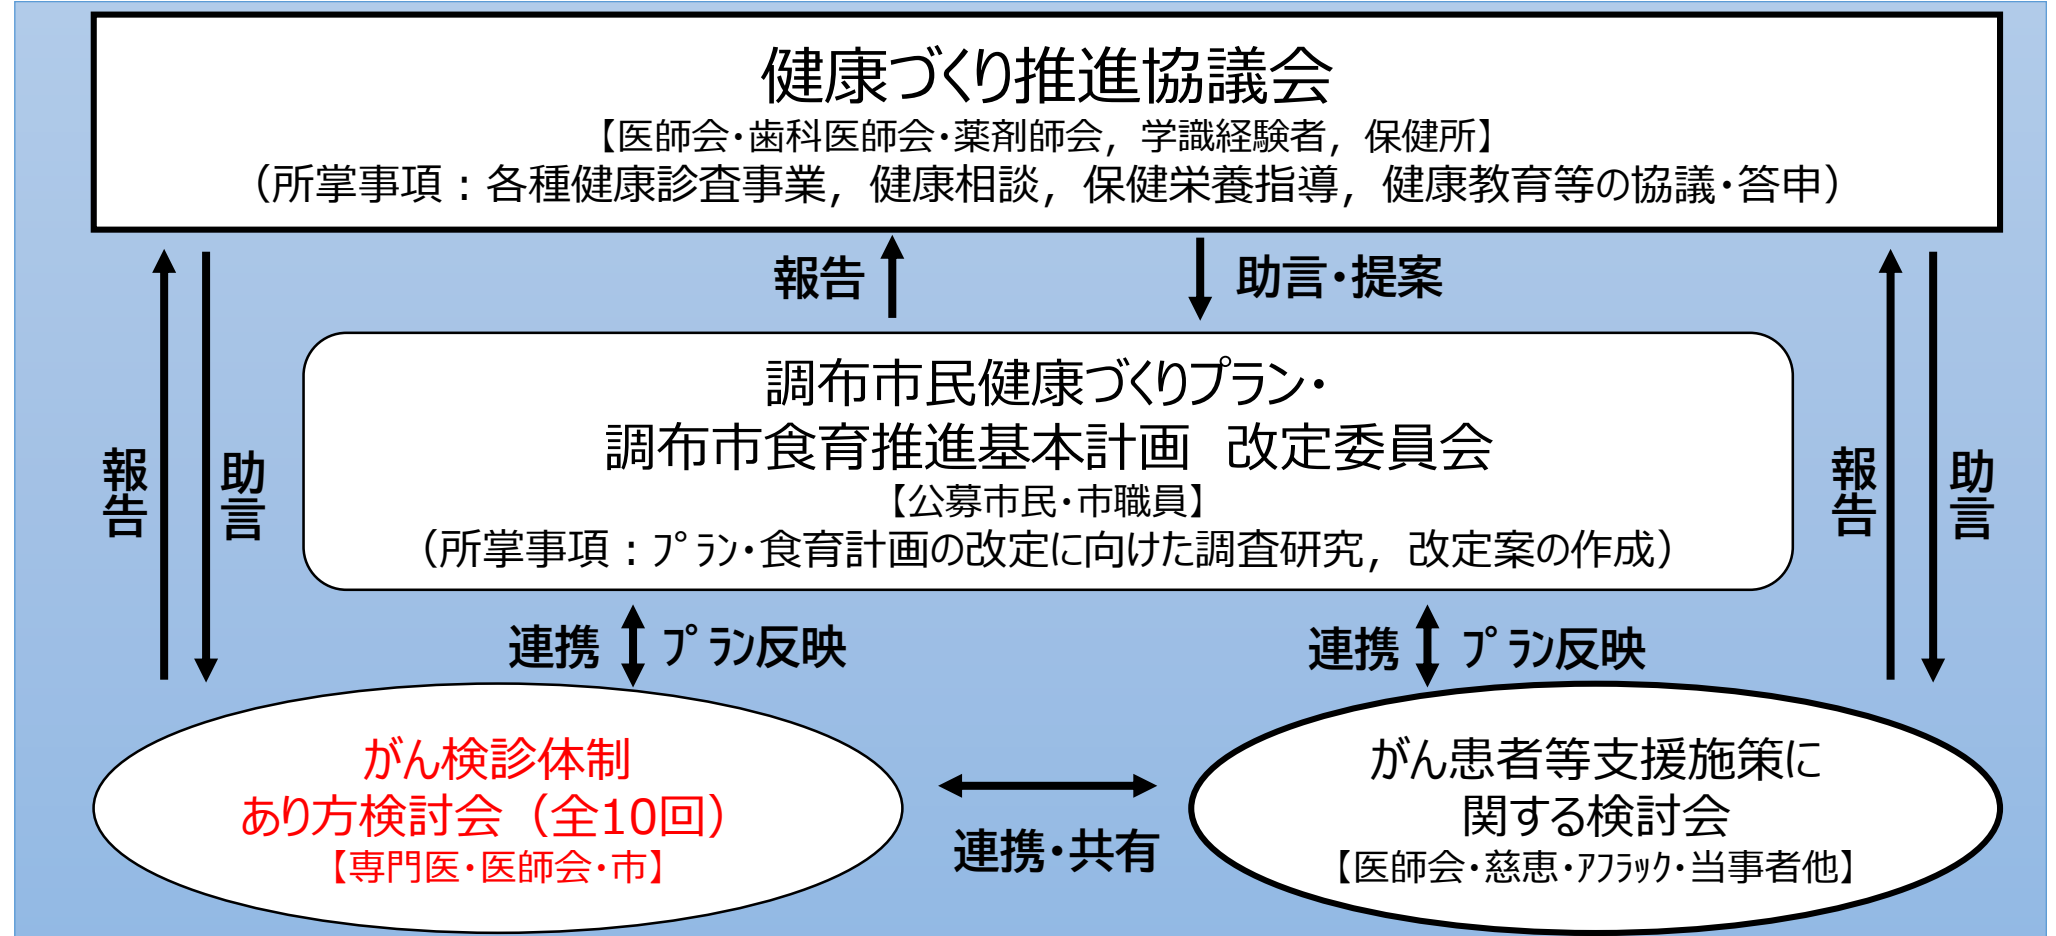 健康づくり推進協議会
【医師会・歯科医師会・薬剤師会，学識経験者，保健所】
（所掌事項：各種健康診査事業，健康相談，保健栄養指導，健康教育等の協議・答申）
報告
助言・提案
調布市民健康づくりプラン・
調布市食育推進基本計画　改定委員会
【公募市民・市職員】
（所掌事項：ﾌﾟﾗﾝ・食育計画の改定に向けた調査研究，改定案の作成）
報告
助言
報告
助言
連携
ﾌﾟﾗﾝ反映
連携
ﾌﾟﾗﾝ反映
がん検診体制
あり方検討会（全10回）
【専門医・医師会・市】
連携・共有
がん患者等支援施策に
関する検討会
【医師会・慈恵・ｱﾌﾗｯｸ・当事者他】